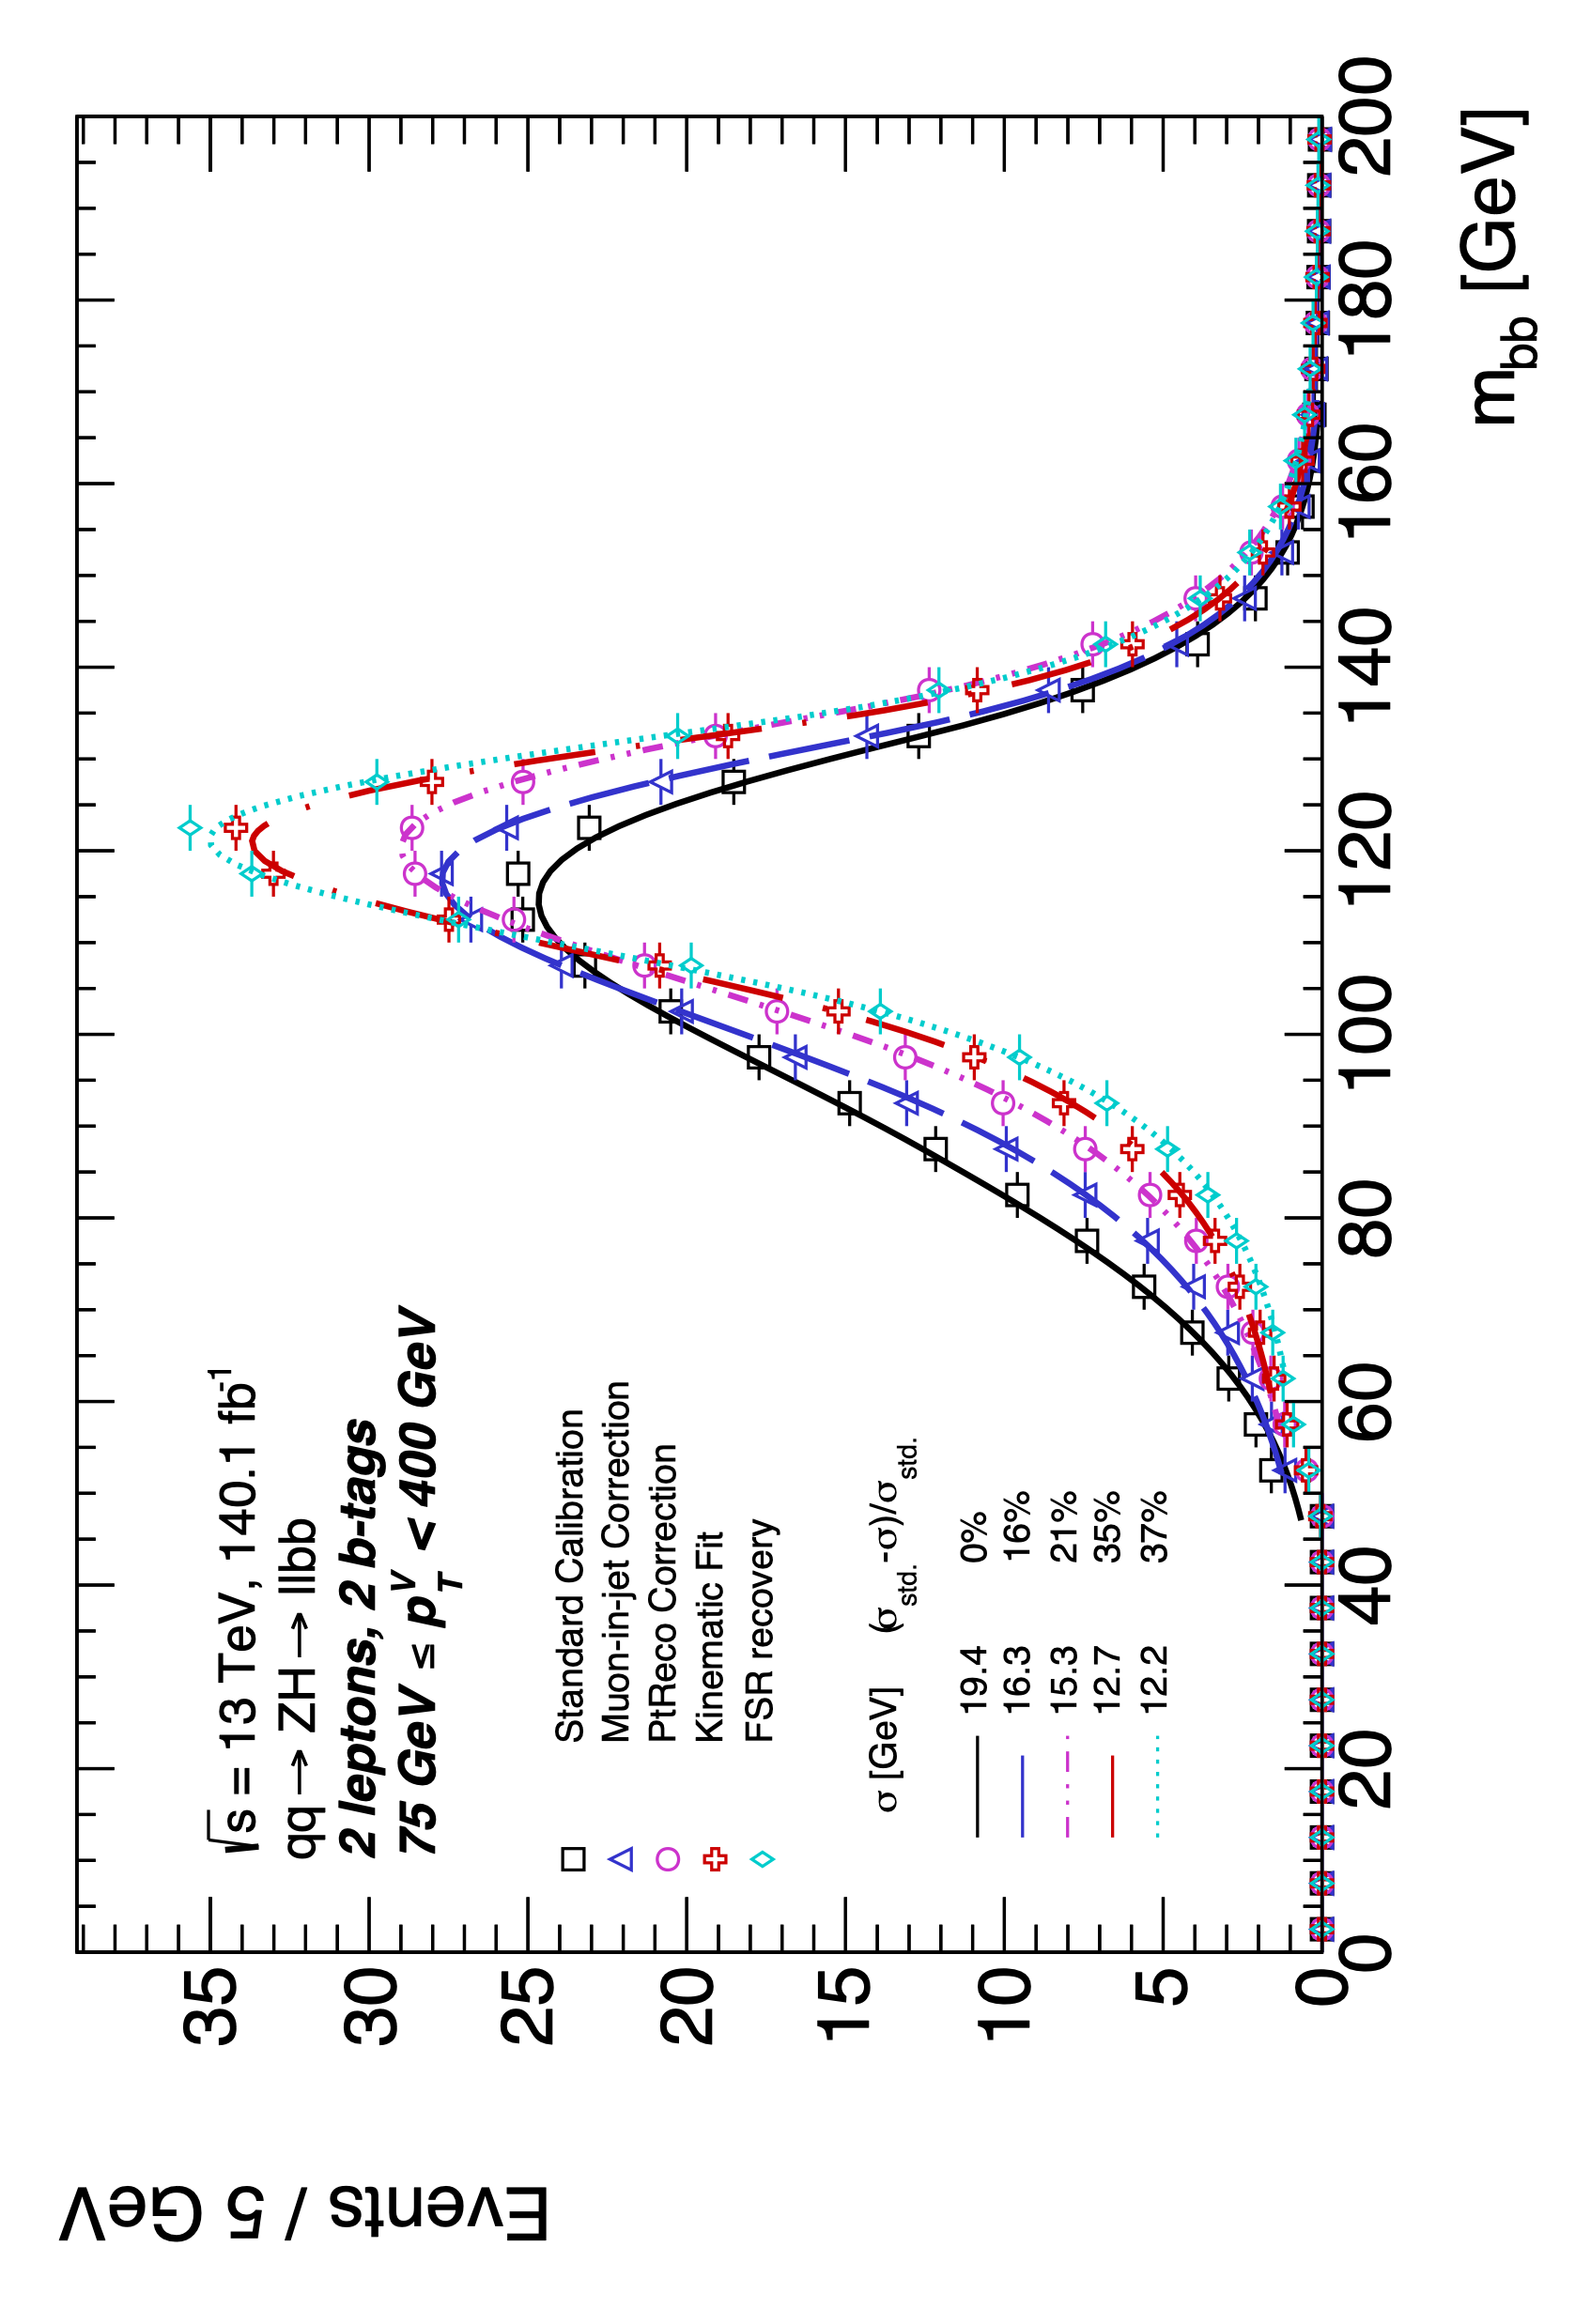 Events / 5 GeV
35
30
25
20
15
10
5
0
√s = 13 TeV, 140.1 fb⁻¹
qq → ZH → llbb
2 leptons, 2 b-tags
75 GeV ≤ p_T^V < 400 GeV
Standard Calibration
Muon-in-jet Correction
PtReco Correction
Kinematic Fit
FSR recovery
σ [GeV] (σ_std. -σ)/σ_std.
19.4 0%
16.3 16%
15.3 21%
12.7 35%
12.2 37%
0 20 40 60 80 100 120 140 160 180 200
m_bb [GeV]